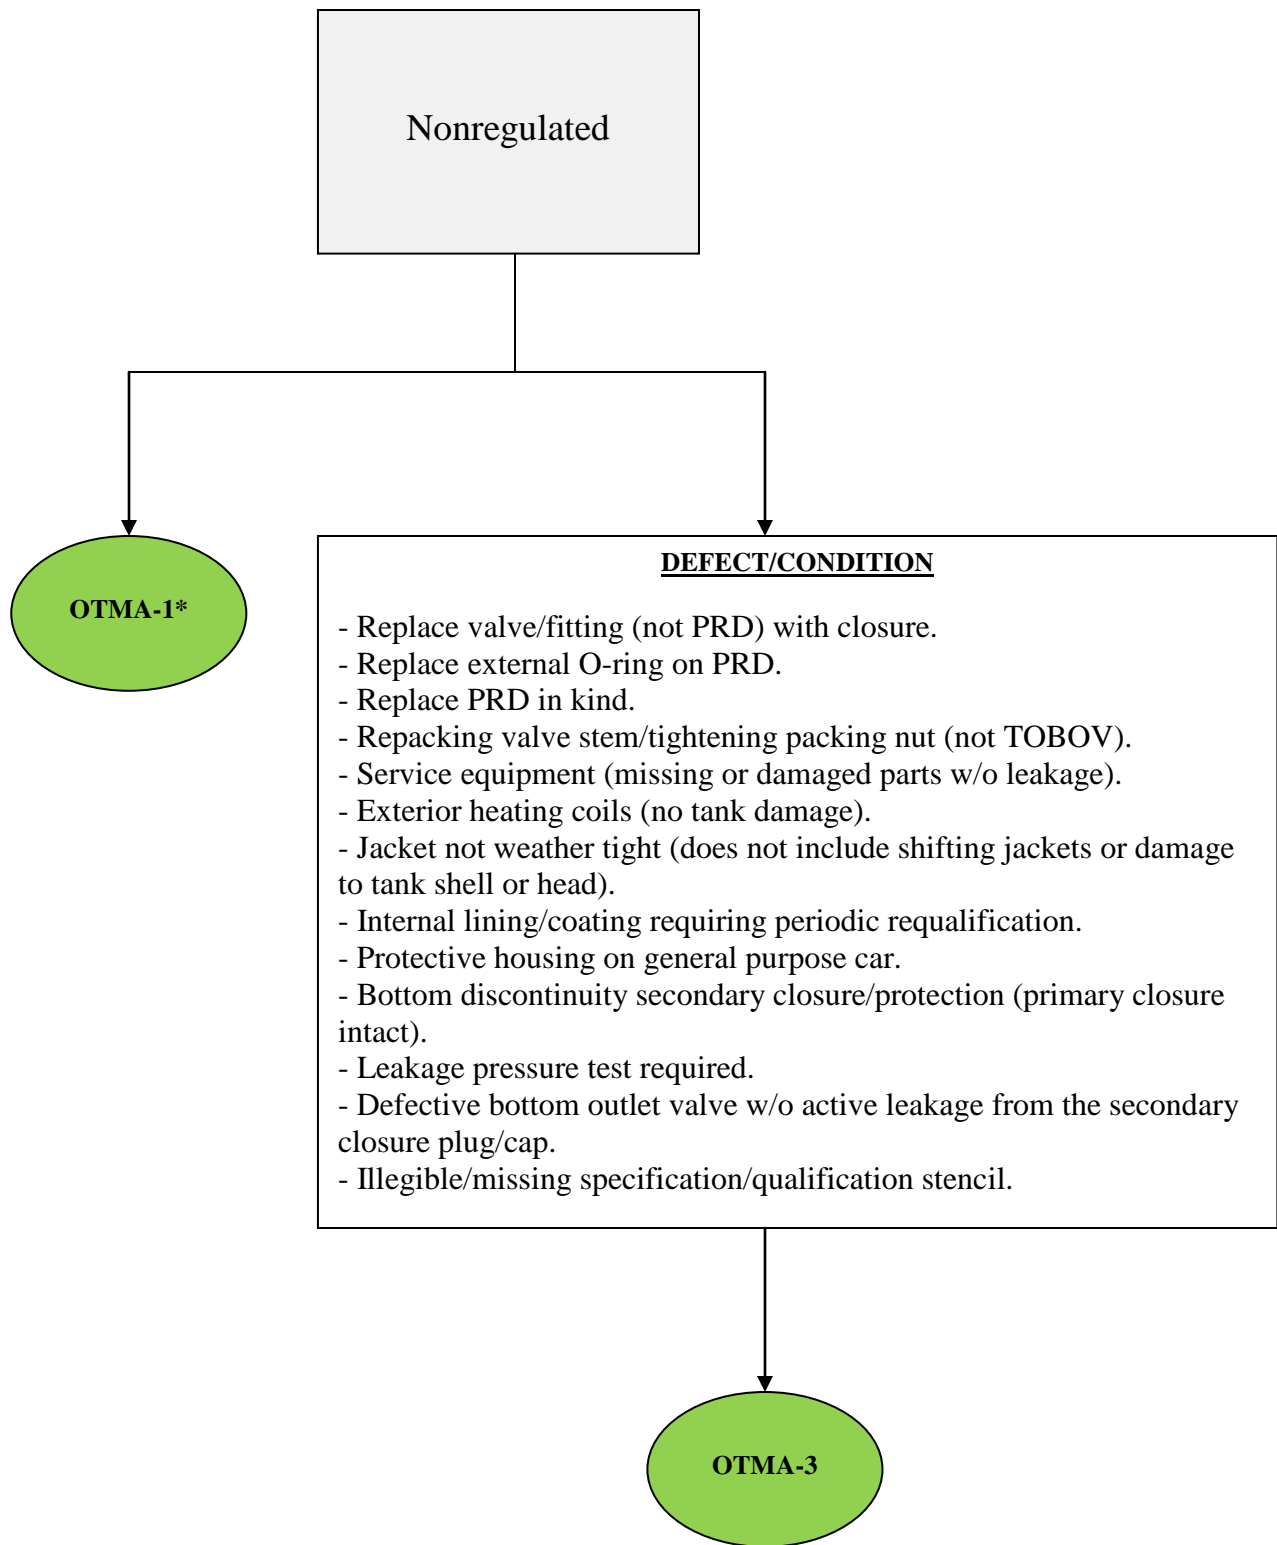 Nonregulated
OTMA-1*
DEFECT/CONDITION
- Replace valve/fitting (not PRD) with closure.
- Replace external O-ring on PRD.
- Replace PRD in kind.
- Repacking valve stem/tightening packing nut (not TOBOV).
- Service equipment (missing or damaged parts w/o leakage).
- Exterior heating coils (no tank damage).
- Jacket not weather tight (does not include shifting jackets or damage
to tank shell or head).
- Internal lining/coating requiring periodic requalification.
- Protective housing on general purpose car.
- Bottom discontinuity secondary closure/protection (primary closure
intact).
- Leakage pressure test required.
- Defective bottom outlet valve w/o active leakage from the secondary
closure plug/cap.
- Illegible/missing specification/qualification stencil.
OTMA-3